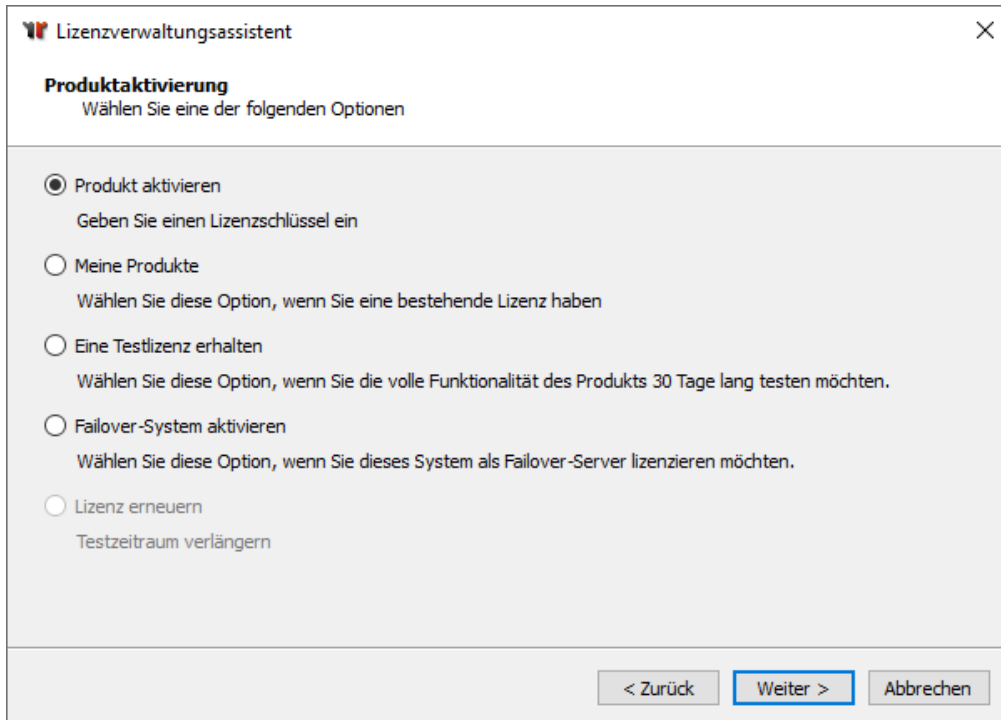 Lizenzverwaltungsassistent
Produktaktivierung
Wählen Sie eine der folgenden Optionen
Produkt aktivieren
Geben Sie einen Lizenzschlüssel ein
Meine Produkte
Wählen Sie diese Option, wenn Sie eine bestehende Lizenz haben
Eine Testlizenz erhalten
Wählen Sie diese Option, wenn Sie die volle Funktionalität des Produkts 30 Tage lang testen möchten.
Failover-System aktivieren
Wählen Sie diese Option, wenn Sie dieses System als Failover-Server lizenzieren möchten.
Lizenz erneuern
Testzeitraum verlängern
< Zurück Weiter > Abbrechen